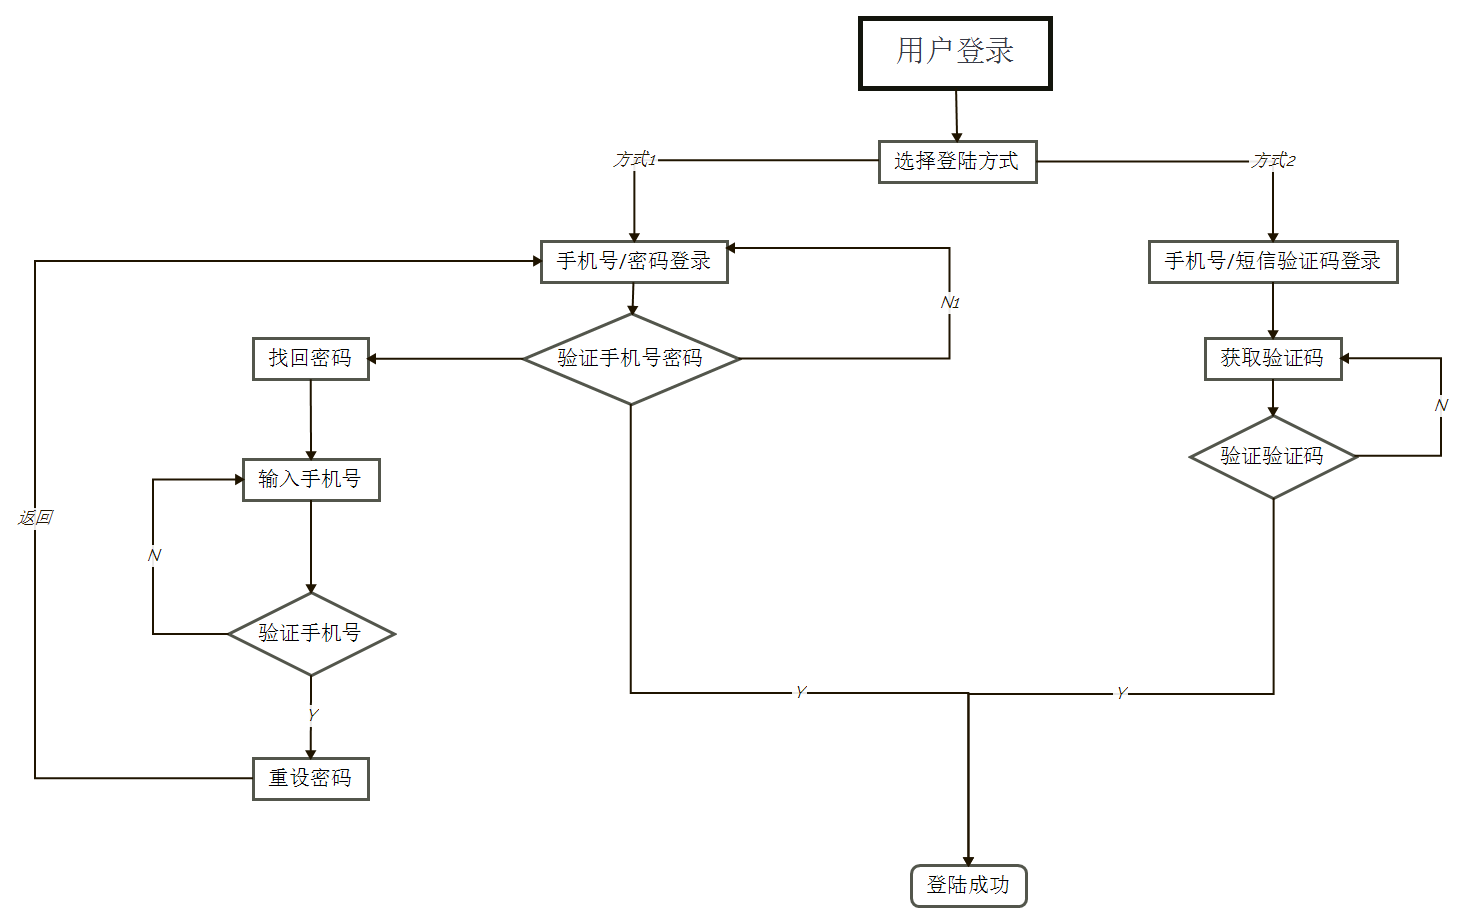 用户登录
方式1
选择登陆方式
方式2
手机号/密码登录
手机号/短信验证码登录
N1
找回密码
验证手机号密码
获取验证码
N
验证验证码
输入手机号
返回
N
验证手机号
Y
Y
Y
重设密码
登陆成功